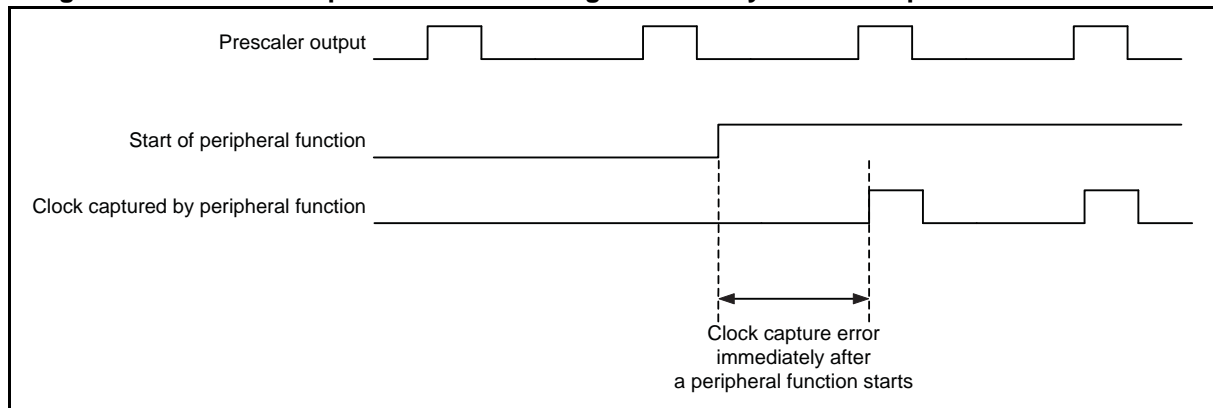 Prescaler output
Start of peripheral function
Clock captured by peripheral function
Clock capture error
immediately after
a peripheral function starts